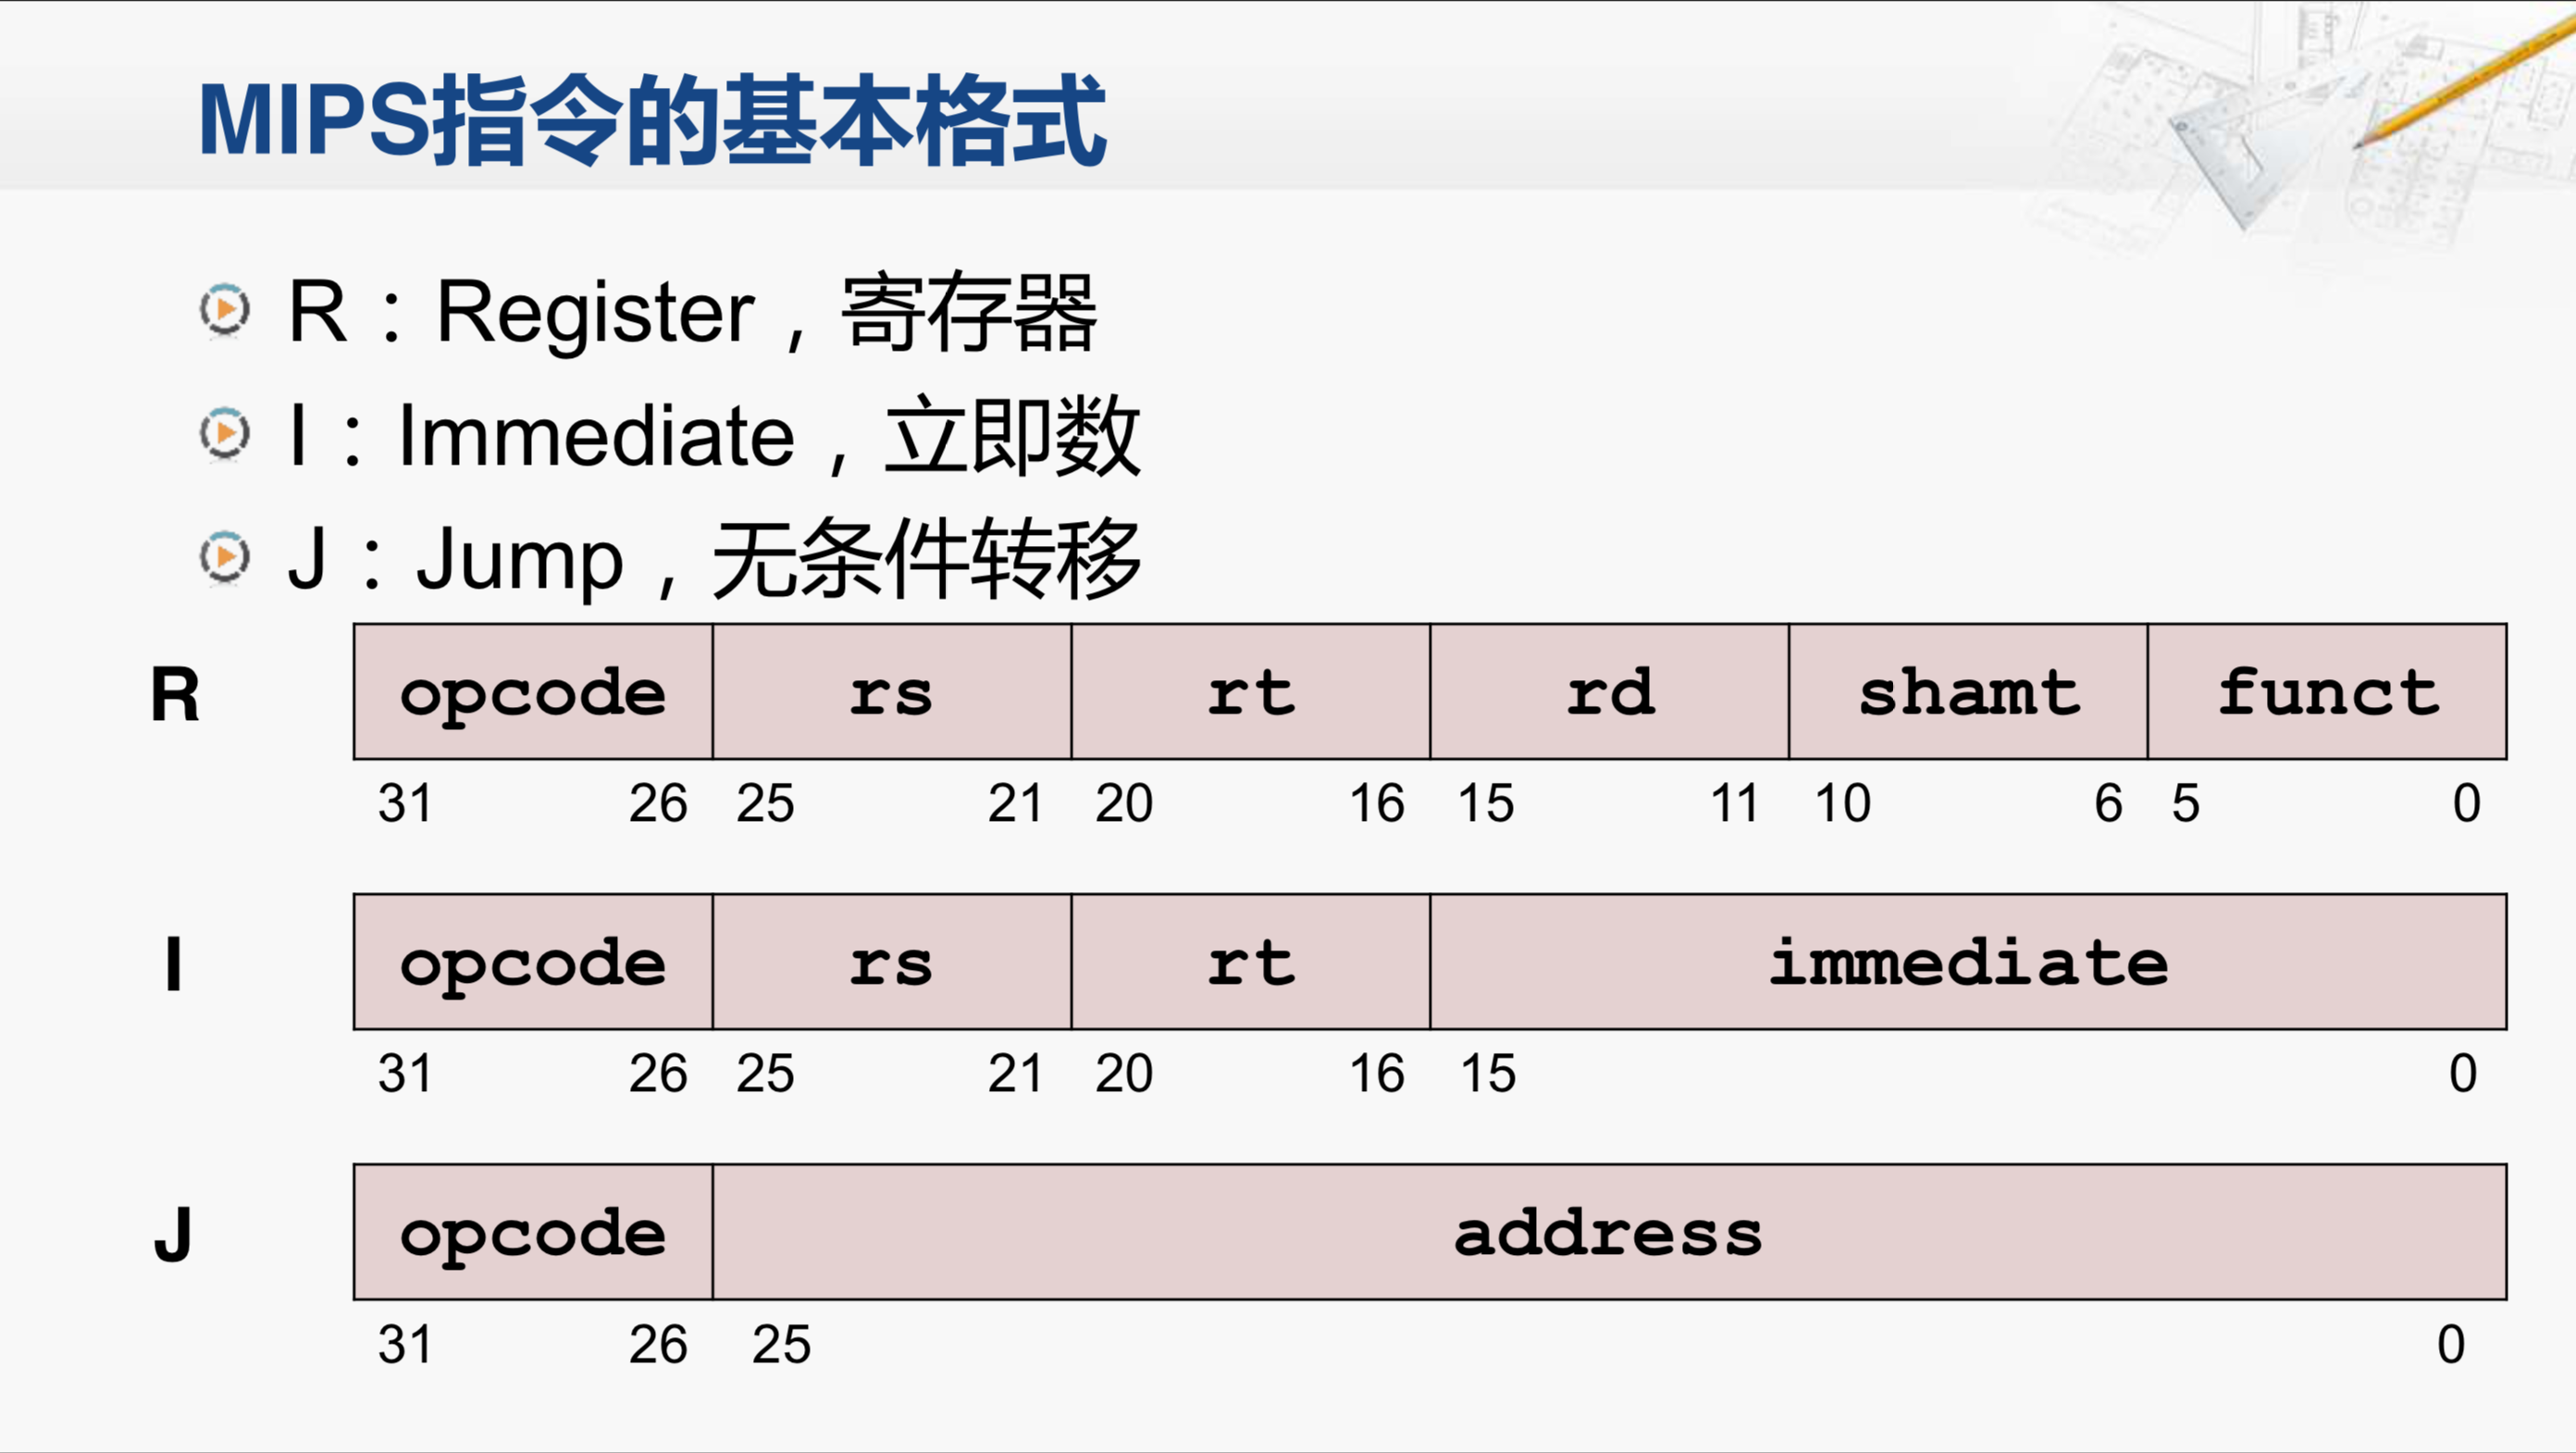 MIPS指令的基本格式
R：Register，寄存器
I：Immediate，立即数
J：Jump，无条件转移
R opcode rs rt rd shamt funct
31 26 25 21 20 16 15 11 10 6 5 0
I opcode rs rt immediate
31 26 25 21 20 16 15 0
J opcode address
31 26 25 0